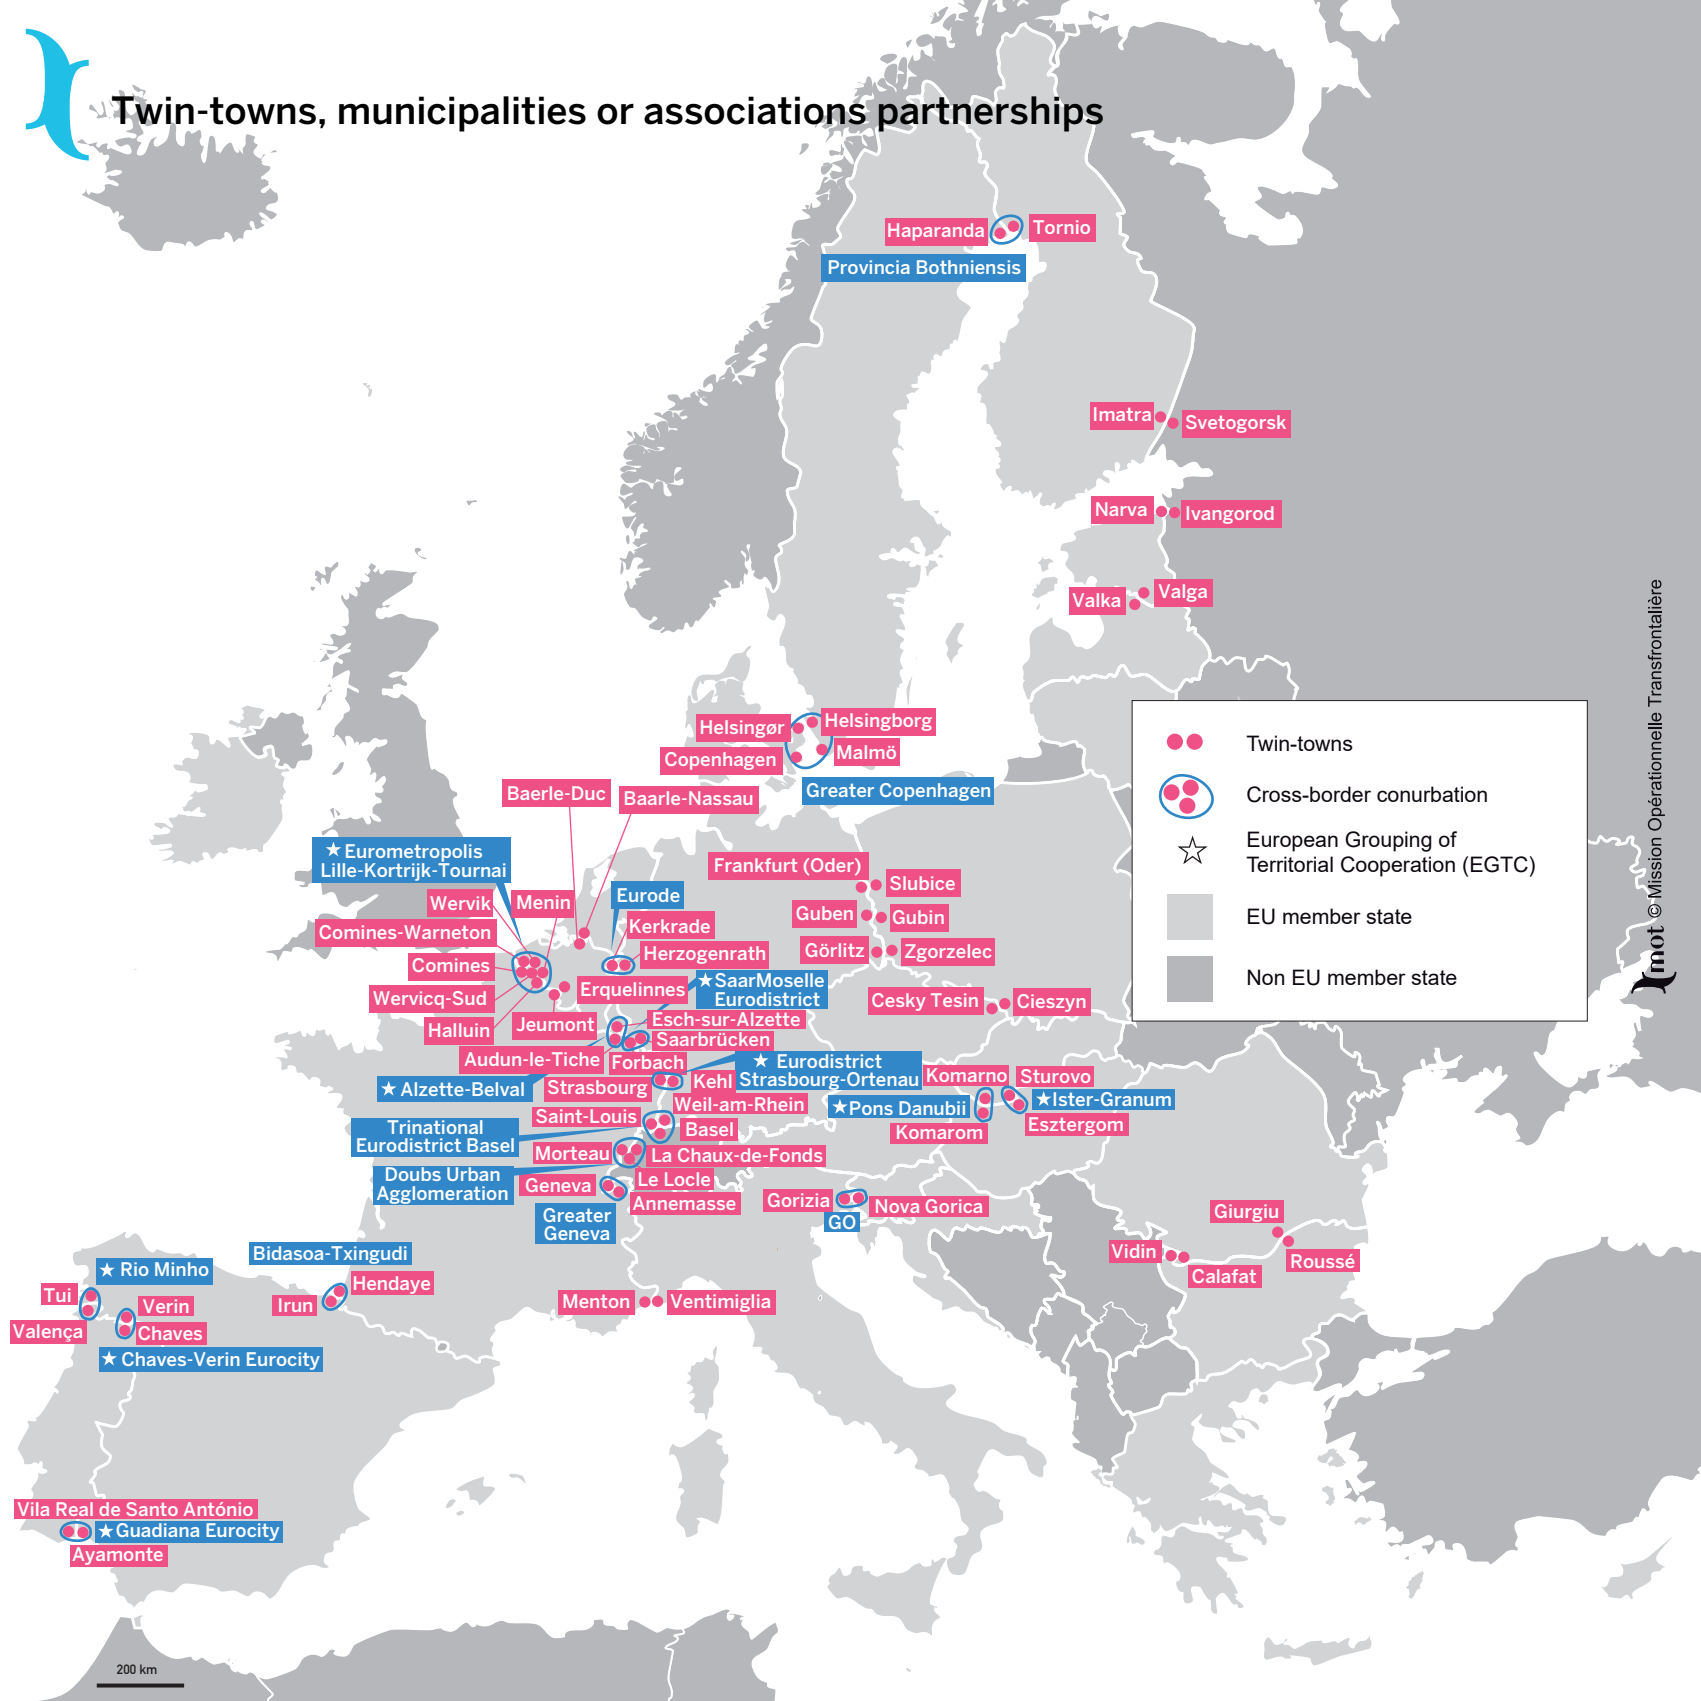 Twin-towns, municipalities or associations partnerships
Haparanda
Tornio
Provincia Bothniensis
Imatra
Svetogorsk
Narva
Ivangorod
Valka
Valga
Helsingør
Helsingborg
Copenhagen
Malmö
Greater Copenhagen
Twin-towns
Cross-border conurbation
European Grouping of
Territorial Cooperation (EGTC)
EU member state
Non EU member state
mot © Mission Opérationnelle Transfrontalière
Baerle-Duc
Baarle-Nassau
Eurometropolis
Lille-Kortrijk-Tournai
Wervik
Menin
Comines-Warneton
Comines
Wervicq-Sud
Halluin
Eurode
Kerkrade
Herzogenrath
Erquelinnes
Jeumont
Frankfurt (Oder)
Slubice
Guben
Gubin
Görlitz
Zgorzelec
SaarMoselle
Eurodistrict
Cesky Tesin
Cieszyn
Esch-sur-Alzette
Saarbrücken
Audun-le-Tiche
Forbach
Alzette-Belval
Strasbourg
Kehl
Eurodistrict
Strasbourg-Ortenau
Komarno
Sturovo
Pons Danubii
Ister-Granum
Komarom
Esztergom
Weil-am-Rhein
Saint-Louis
Basel
Trinational
Eurodistrict Basel
Morteau
La Chaux-de-Fonds
Doubs Urban
Agglomeration
Le Locle
Geneva
Annemasse
Greater
Geneva
Gorizia
Nova Gorica
GO
Giurgiu
Roussé
Vidin
Calafat
Bidasoa-Txingudi
Rio Minho
Hendaye
Irun
Tui
Valença
Verin
Chaves
Chaves-Verin Eurocity
Menton
Ventimiglia
Vila Real de Santo António
Guadiana Eurocity
Ayamonte
200 km